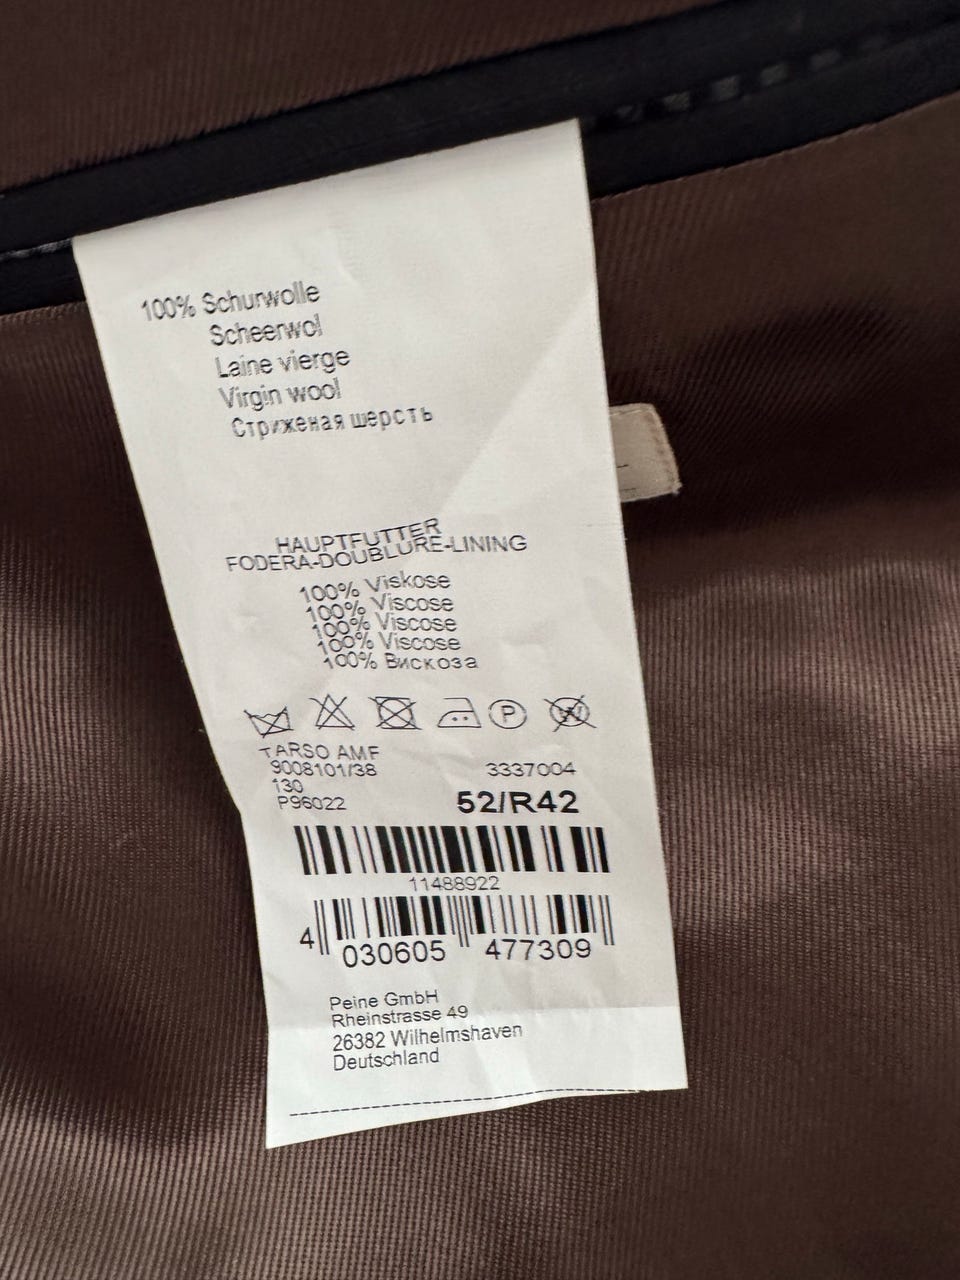 100% Schurwolle
Scheerwol
Laine vierge
Virgin wool
Стриженая шерсть
HAUPTFUTTER
FODERA-DOUBLURE-LINING
100% Viskose
100% Viscose
100% Viscose
100% Viscose
100% Вискоза
P W
TARSO AMF
9008101/38 3337004
130
P96022 52/R42
11488922
4 030605 477309
Peine GmbH
Rheinstrasse 49
26382 Wilhelmshaven
Deutschland